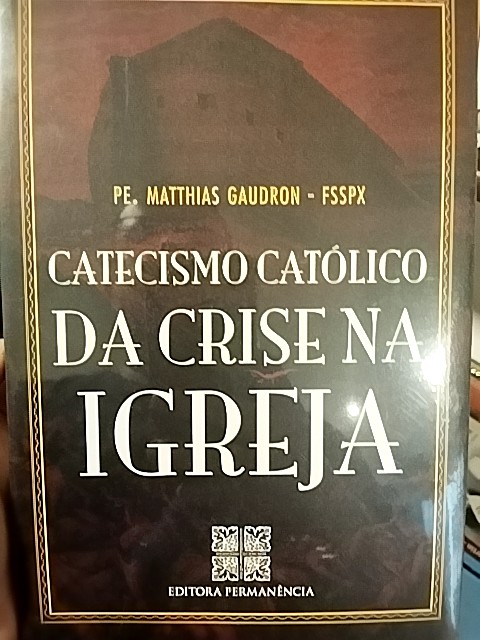 PE. MATTHIAS GAUDRON - FSSPX
CATECISMO CATÓLICO
DA CRISE NA
IGREJA
EDITORA PERMANÊNCIA